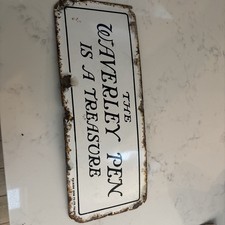 THE
WAVERLEY PEN
IS A TREASURE